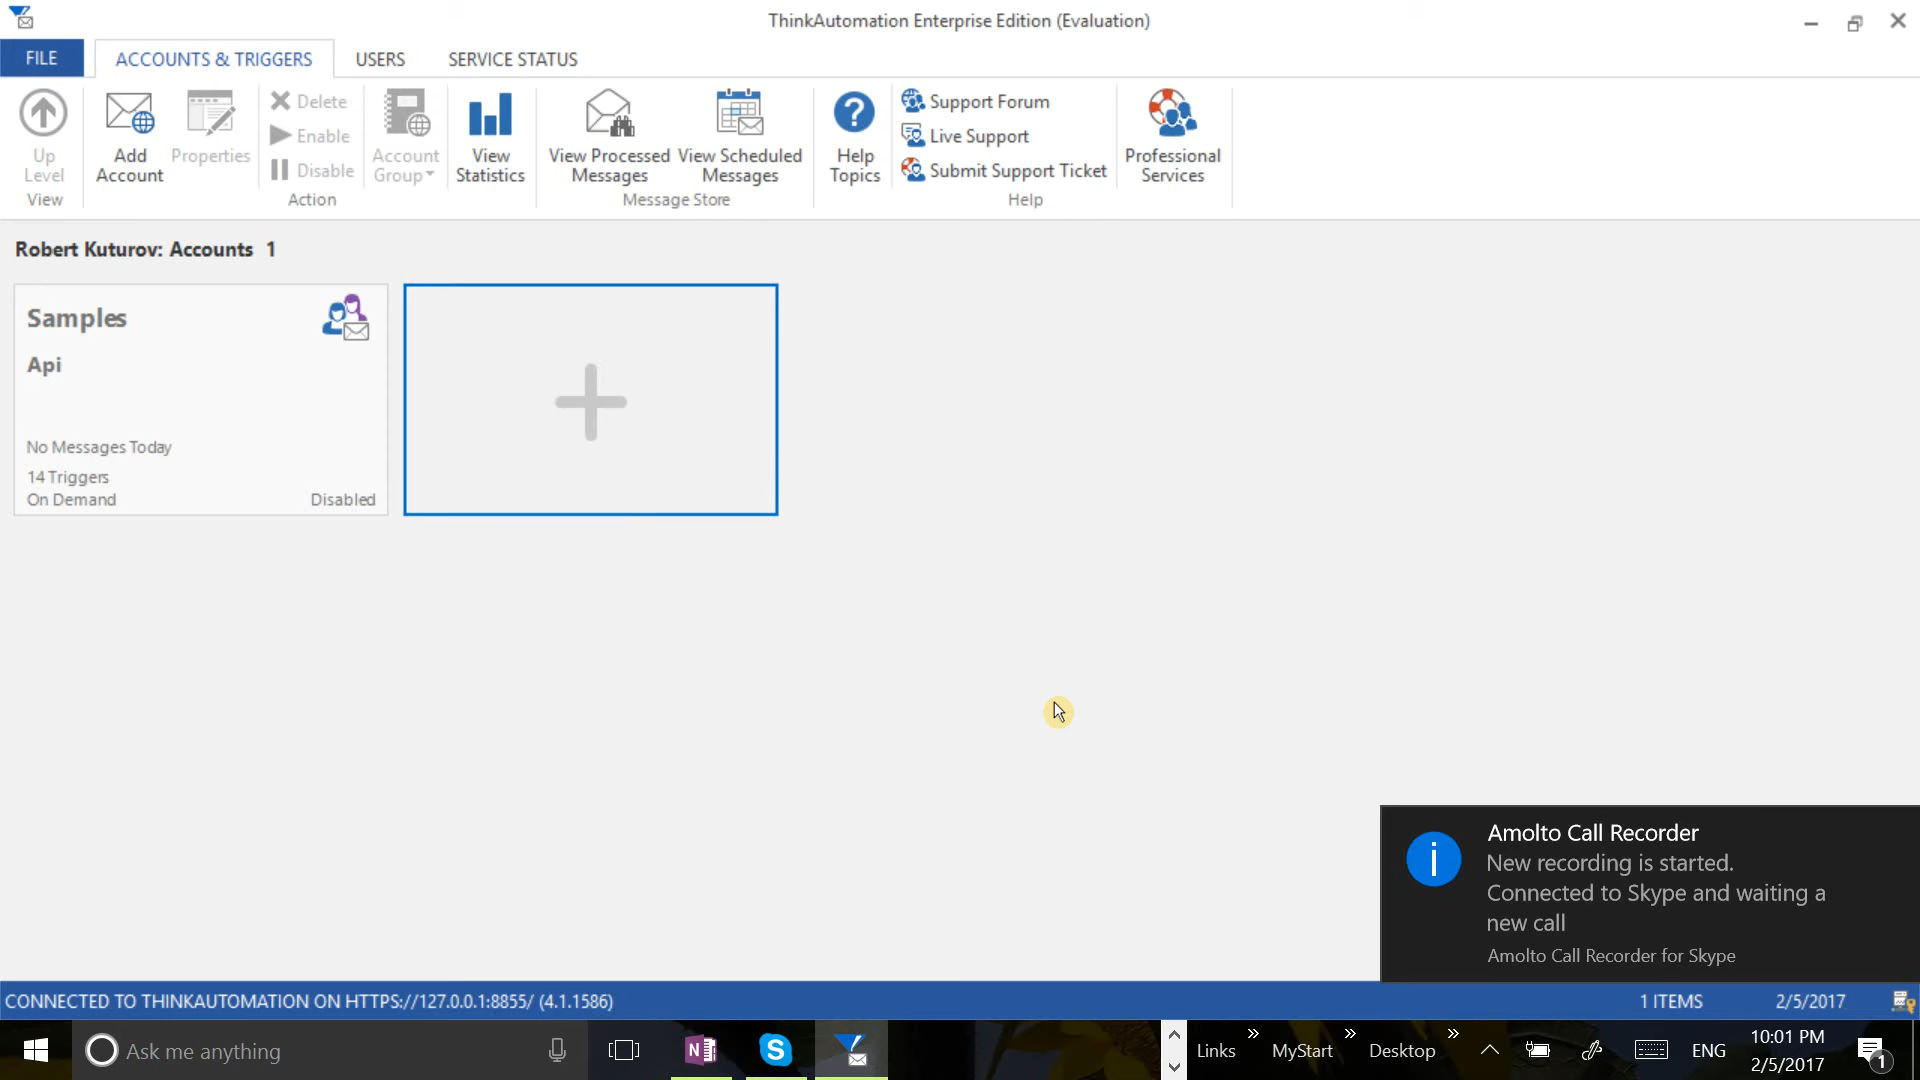 ThinkAutomation Enterprise Edition (Evaluation)
FILE
ACCOUNTS & TRIGGERS
USERS
SERVICE STATUS
Up
Level
View
Add
Account
Properties
Delete
Enable
Disable
Action
Account
Group
View
Statistics
View Processed
Messages
View Scheduled
Messages
Message Store
Help
Topics
Support Forum
Live Support
Submit Support Ticket
Help
Professional
Services
Robert Kuturov: Accounts 1
Samples
Api
No Messages Today
14 Triggers
On Demand
Disabled
Amolto Call Recorder
New recording is started.
Connected to Skype and waiting a
new call
Amolto Call Recorder for Skype
CONNECTED TO THINKAUTOMATION ON HTTPS://127.0.0.1:8855/ (4.1.1586)
1 ITEMS
2/5/2017
Ask me anything
Links
MyStart
Desktop
ENG
10:01 PM
2/5/2017
1